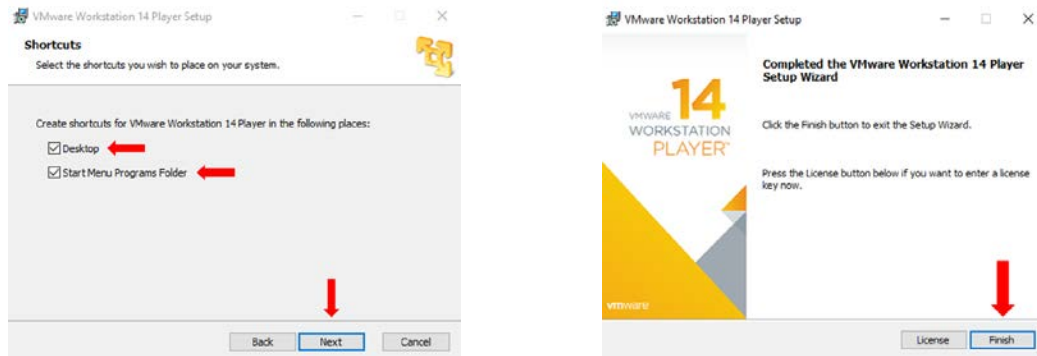 VMware Workstation 14 Player Setup
Shortcuts
Select the shortcuts you wish to place on your system.
Create shortcuts for VMware Workstation 14 Player in the following places:
Desktop
Start Menu Programs Folder
Back Next Cancel
VMware Workstation 14 Player Setup
14
VMWARE
WORKSTATION
PLAYER™
vmware
Completed the VMware Workstation 14 Player
Setup Wizard
Click the Finish button to exit the Setup Wizard.
Press the License button below if you want to enter a license
key now.
License Finish